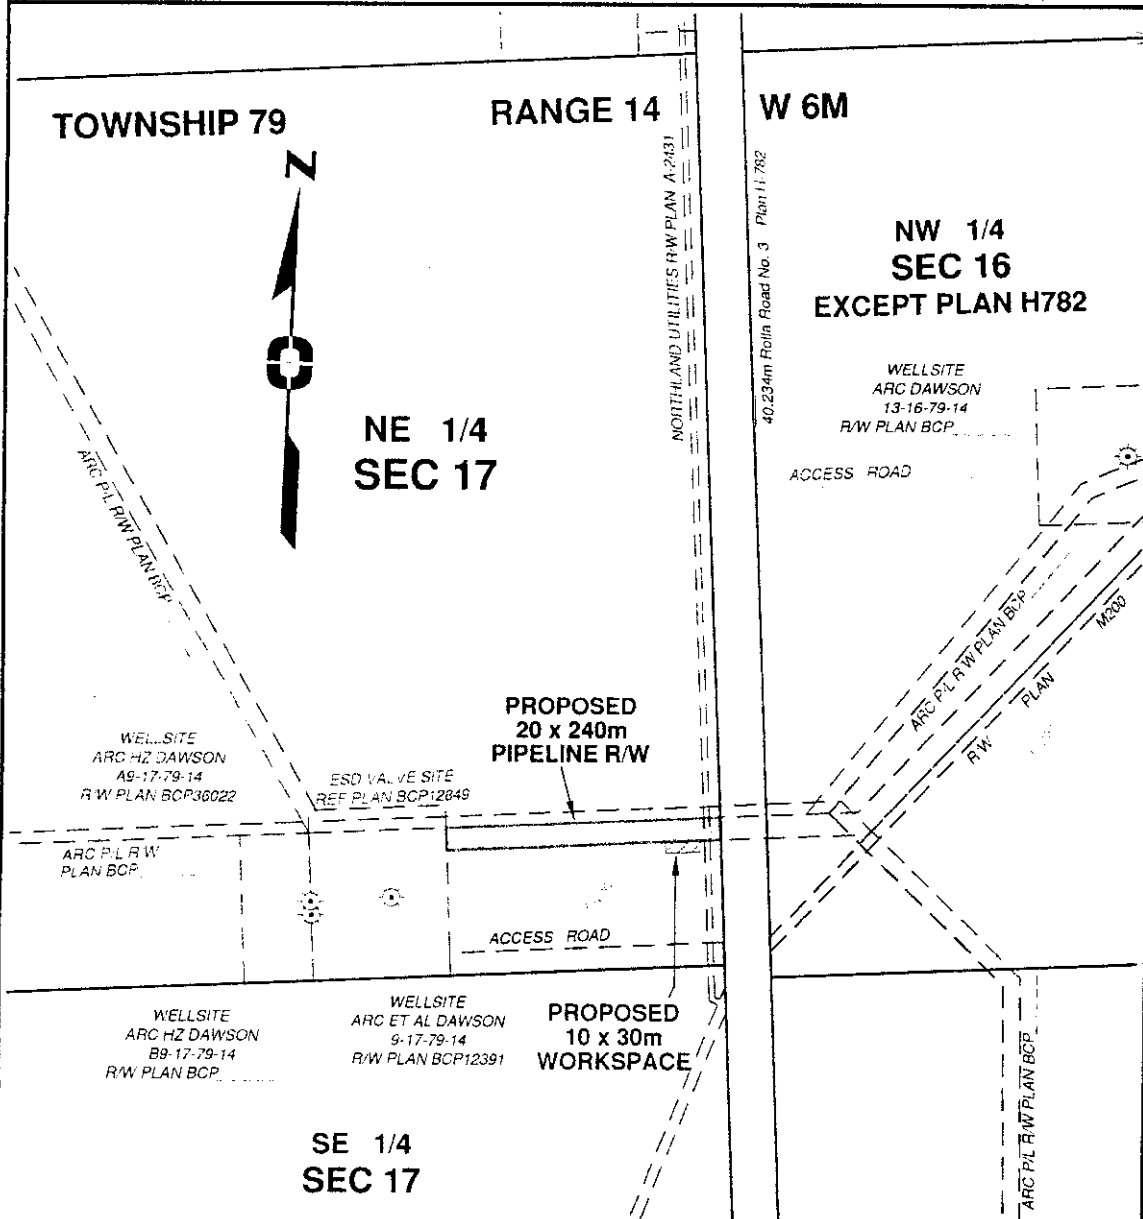 TOWNSHIP 79
RANGE 14
W 6M
N
NORTHLAND UTILITIES R/W PLAN A-2431
40.234m Rolla Road No. 3 Plan H-782
NW 1/4
SEC 16
EXCEPT PLAN H782
WELLSITE
ARC DAWSON
13-16-79-14
R/W PLAN BCP
ACCESS ROAD
NE 1/4
SEC 17
ARC P/L R/W PLAN BCP
ARC P/L R/W PLAN BCP
R/W PLAN M200
PROPOSED
20 x 240m
PIPELINE R/W
WELLSITE
ARC HZ DAWSON
A9-17-79-14
R/W PLAN BCP36022
ESD VALVE SITE
REF PLAN BCP12849
ARC P/L R/W
PLAN BCP
ACCESS ROAD
WELLSITE
ARC HZ DAWSON
B9-17-79-14
R/W PLAN BCP
WELLSITE
ARC ET AL DAWSON
9-17-79-14
R/W PLAN BCP12391
PROPOSED
10 x 30m
WORKSPACE
ARC P/L R/W PLAN BCP
SE 1/4
SEC 17